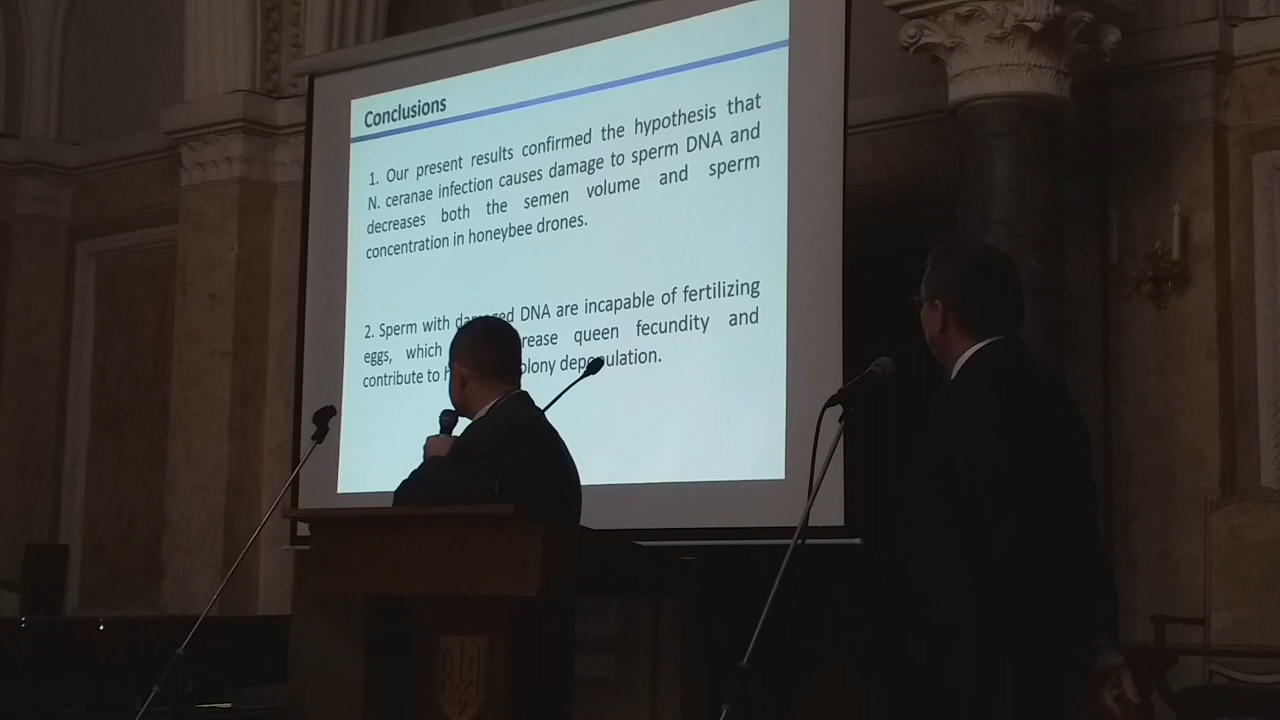 Conclusions
1. Our present results confirmed the hypothesis that
N. ceranae infection causes damage to sperm DNA and
decreases both the semen volume and sperm
concentration in honeybee drones.
2. Sperm with damaged DNA are incapable of fertilizing
eggs, which queen fecundity and
contribute to colony depopulation.